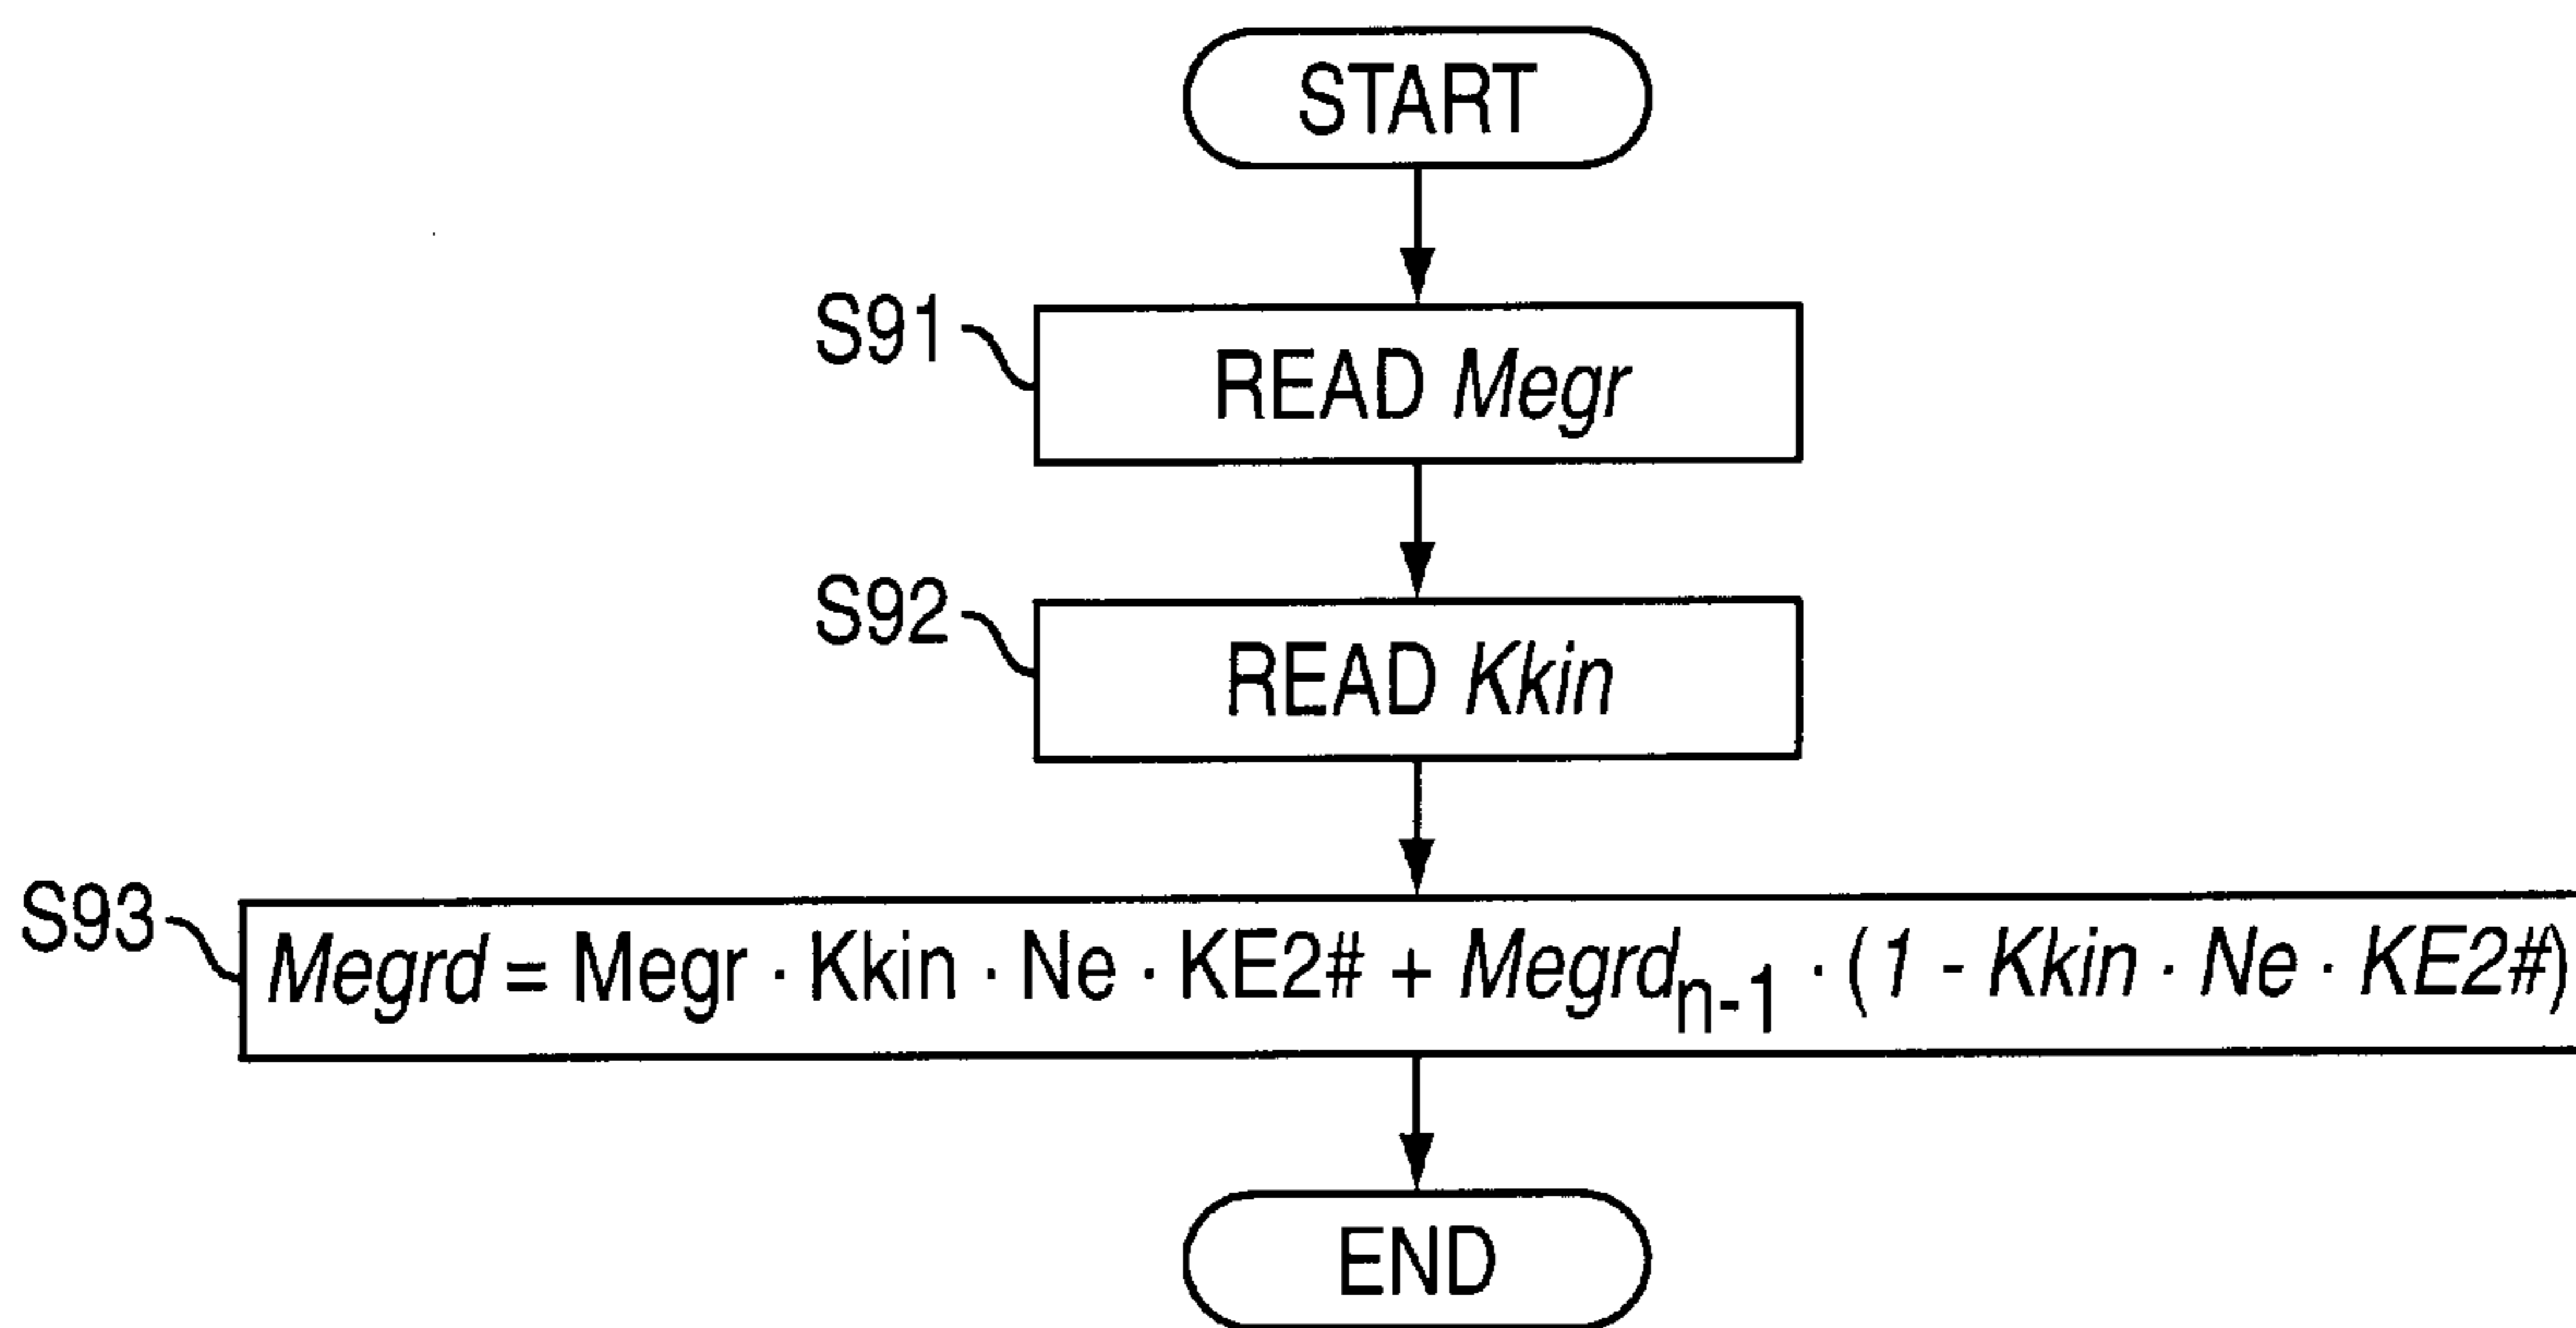 START
S91
READ Megr
S92
READ Kkin
S93
Megrd = Megr · Kkin · Ne · KE2# + Megrdn-1 · (1 - Kkin · Ne · KE2#)
END